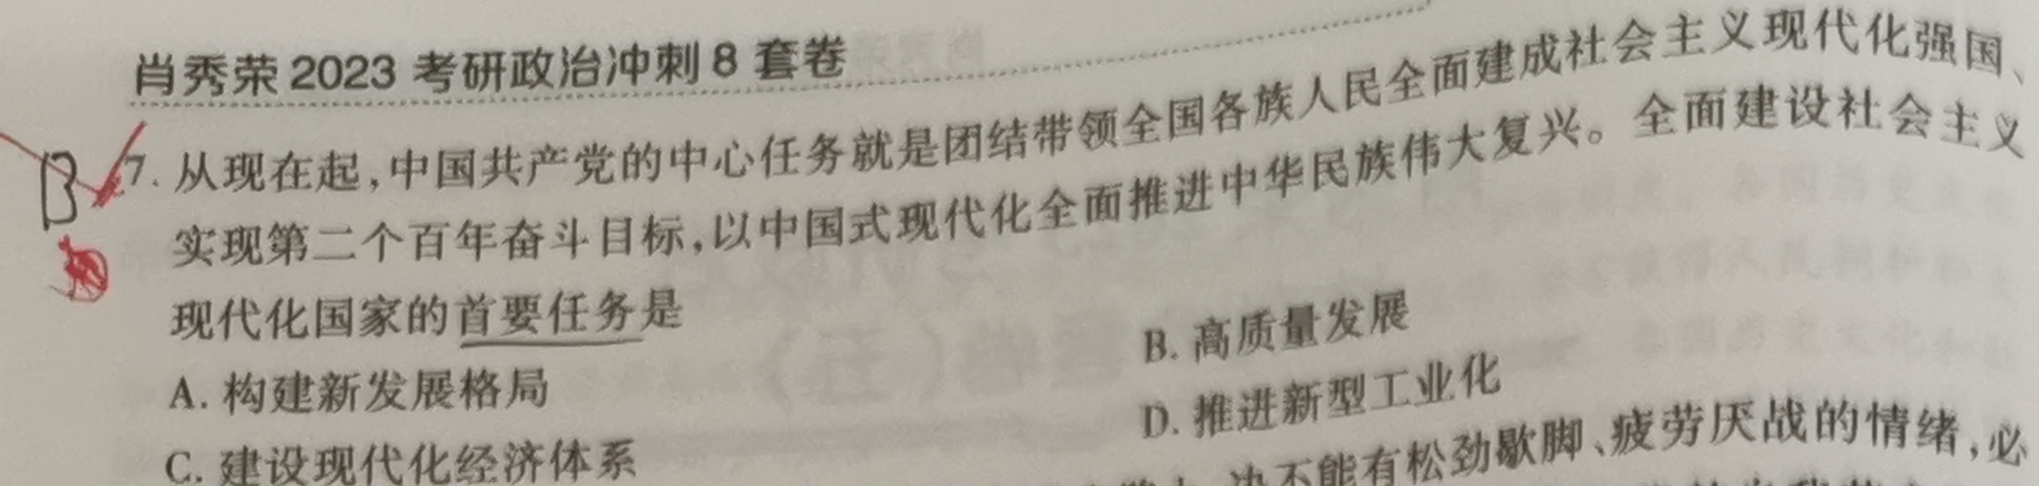 肖秀荣2023考研政治冲刺8套卷
B
7. 从现在起,中国共产党的中心任务就是团结带领全国各族人民全面建成社会主义现代化强国、
实现第二个百年奋斗目标,以中国式现代化全面推进中华民族伟大复兴。全面建设社会主义
现代化国家的首要任务是
A. 构建新发展格局
B. 高质量发展
C. 建设现代化经济体系
D. 推进新型工业化
决不能有松劲歇脚、疲劳厌战的情绪,必